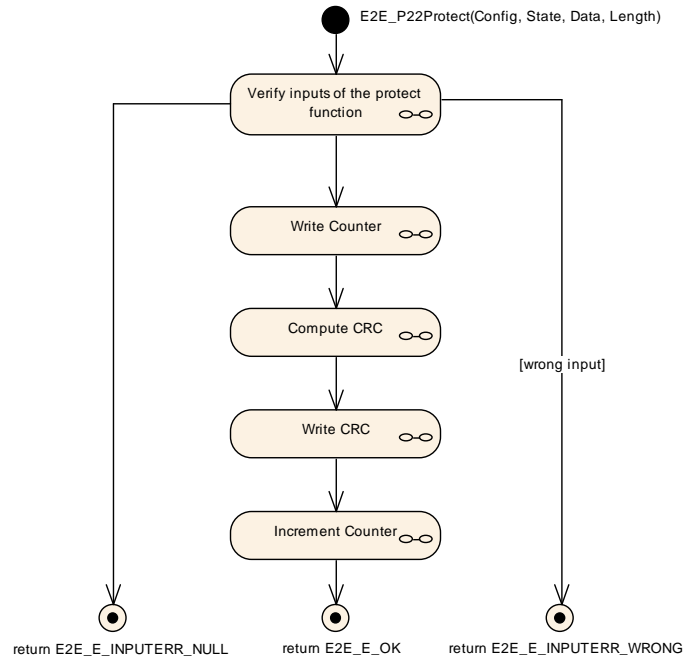 E2E_P22Protect(Config, State, Data, Length)
Verify inputs of the protect
function
Write Counter
Compute CRC
[wrong input]
Write CRC
Increment Counter
return E2E_E_INPUTERR_NULL
return E2E_E_OK
return E2E_E_INPUTERR_WRONG